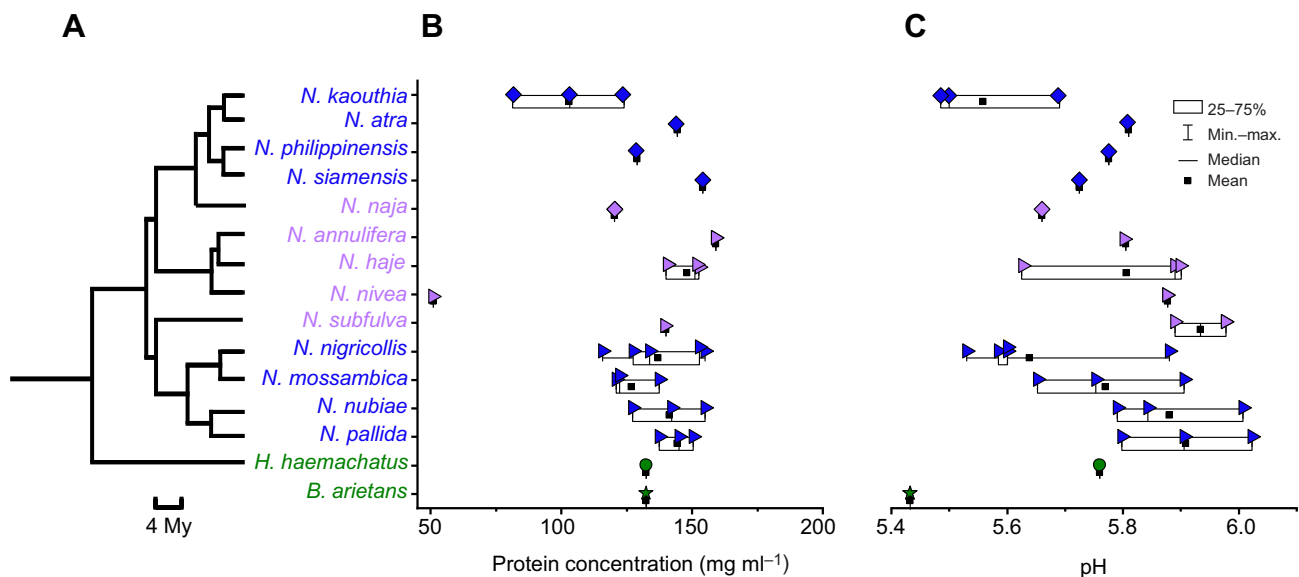 A
B
C
N. kaouthia
N. atra
N. philippinensis
N. siamensis
N. naja
N. annulifera
N. haje
N. nivea
N. subfulva
N. nigricollis
N. mossambica
N. nubiae
N. pallida
H. haemachatus
B. arietans
4 My
50 100 150 200
Protein concentration (mg ml⁻¹)
25–75%
Min.–max.
Median
Mean
5.4 5.6 5.8 6.0
pH